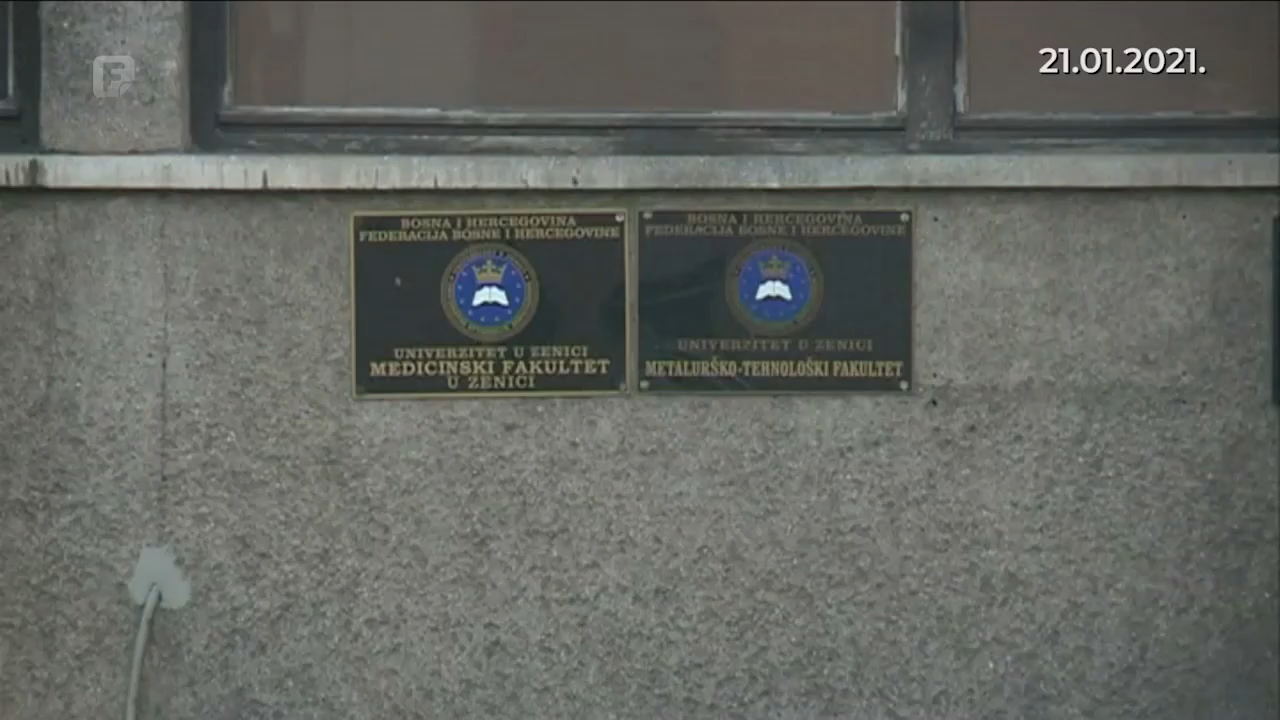 21.01.2021.
BOSNA I HERCEGOVINA
FEDERACIJA BOSNE I HERCEGOVINE
UNIVERZITET U ZENICI
MEDICINSKI FAKULTET
U ZENICI
BOSNA I HERCEGOVINA
FEDERACIJA BOSNE I HERCEGOVINE
UNIVERZITET U ZENICI
METALURŠKO-TEHNOLOŠKI FAKULTET